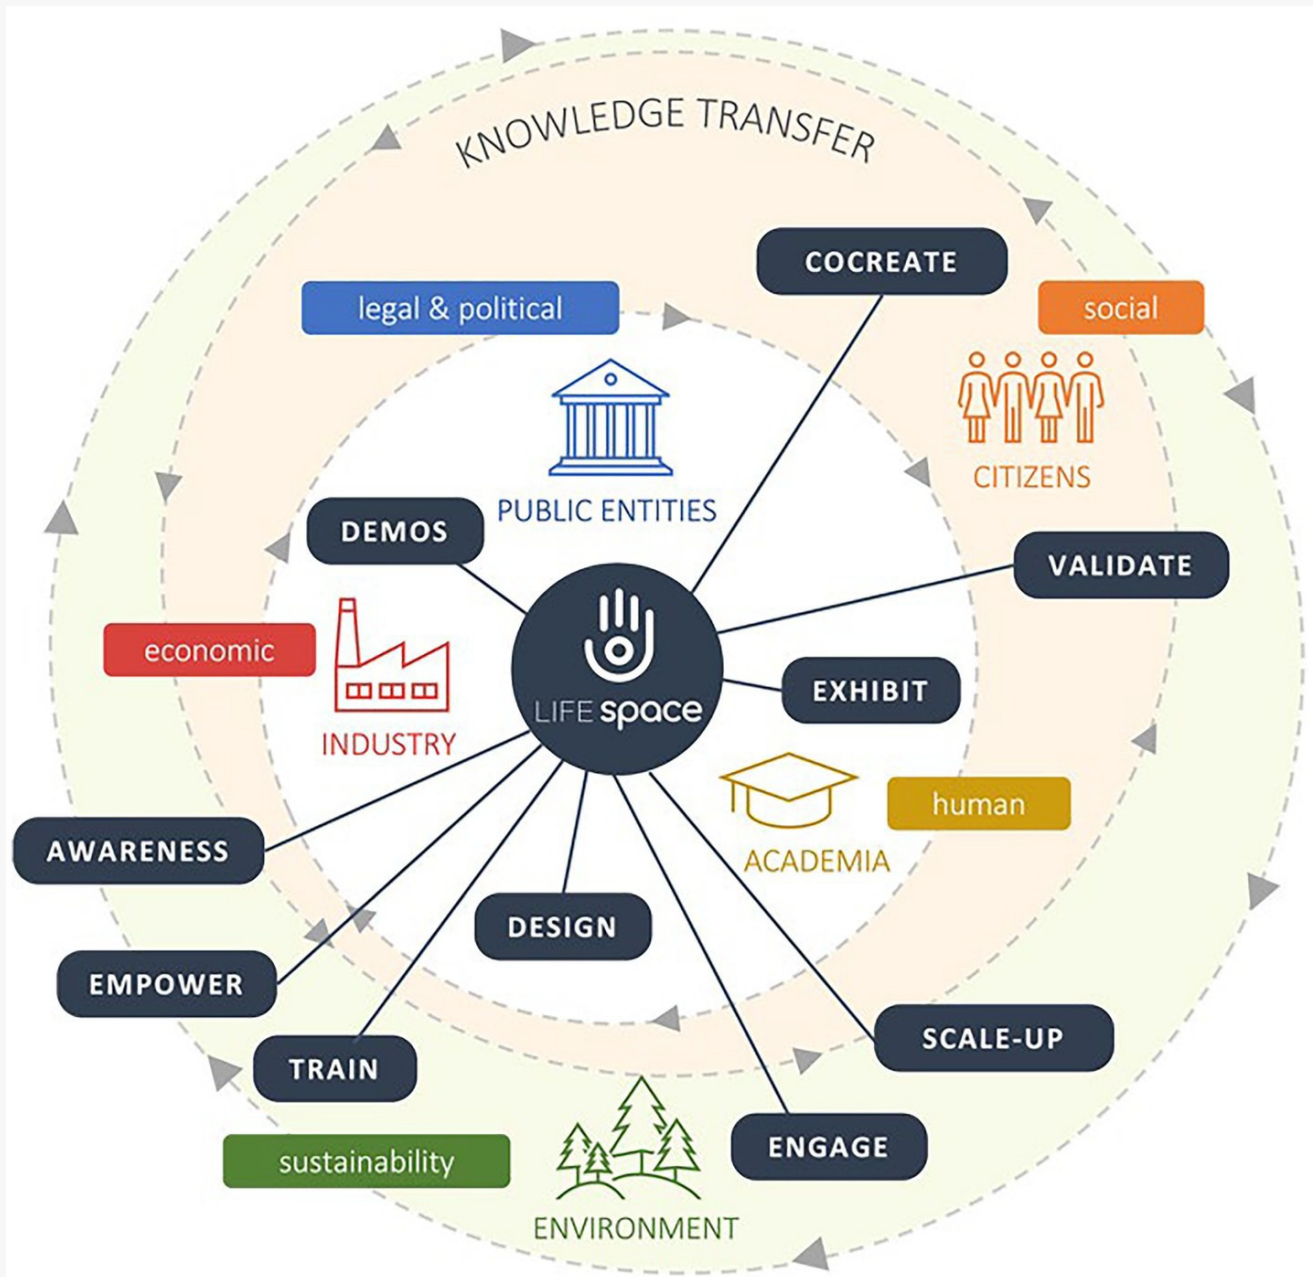 KNOWLEDGE TRANSFER
COCREATE
legal & political
social
CITIZENS
PUBLIC ENTITIES
DEMOS
VALIDATE
economic
INDUSTRY
LIFE space
EXHIBIT
human
ACADEMIA
AWARENESS
DESIGN
EMPOWER
SCALE-UP
TRAIN
ENGAGE
sustainability
ENVIRONMENT